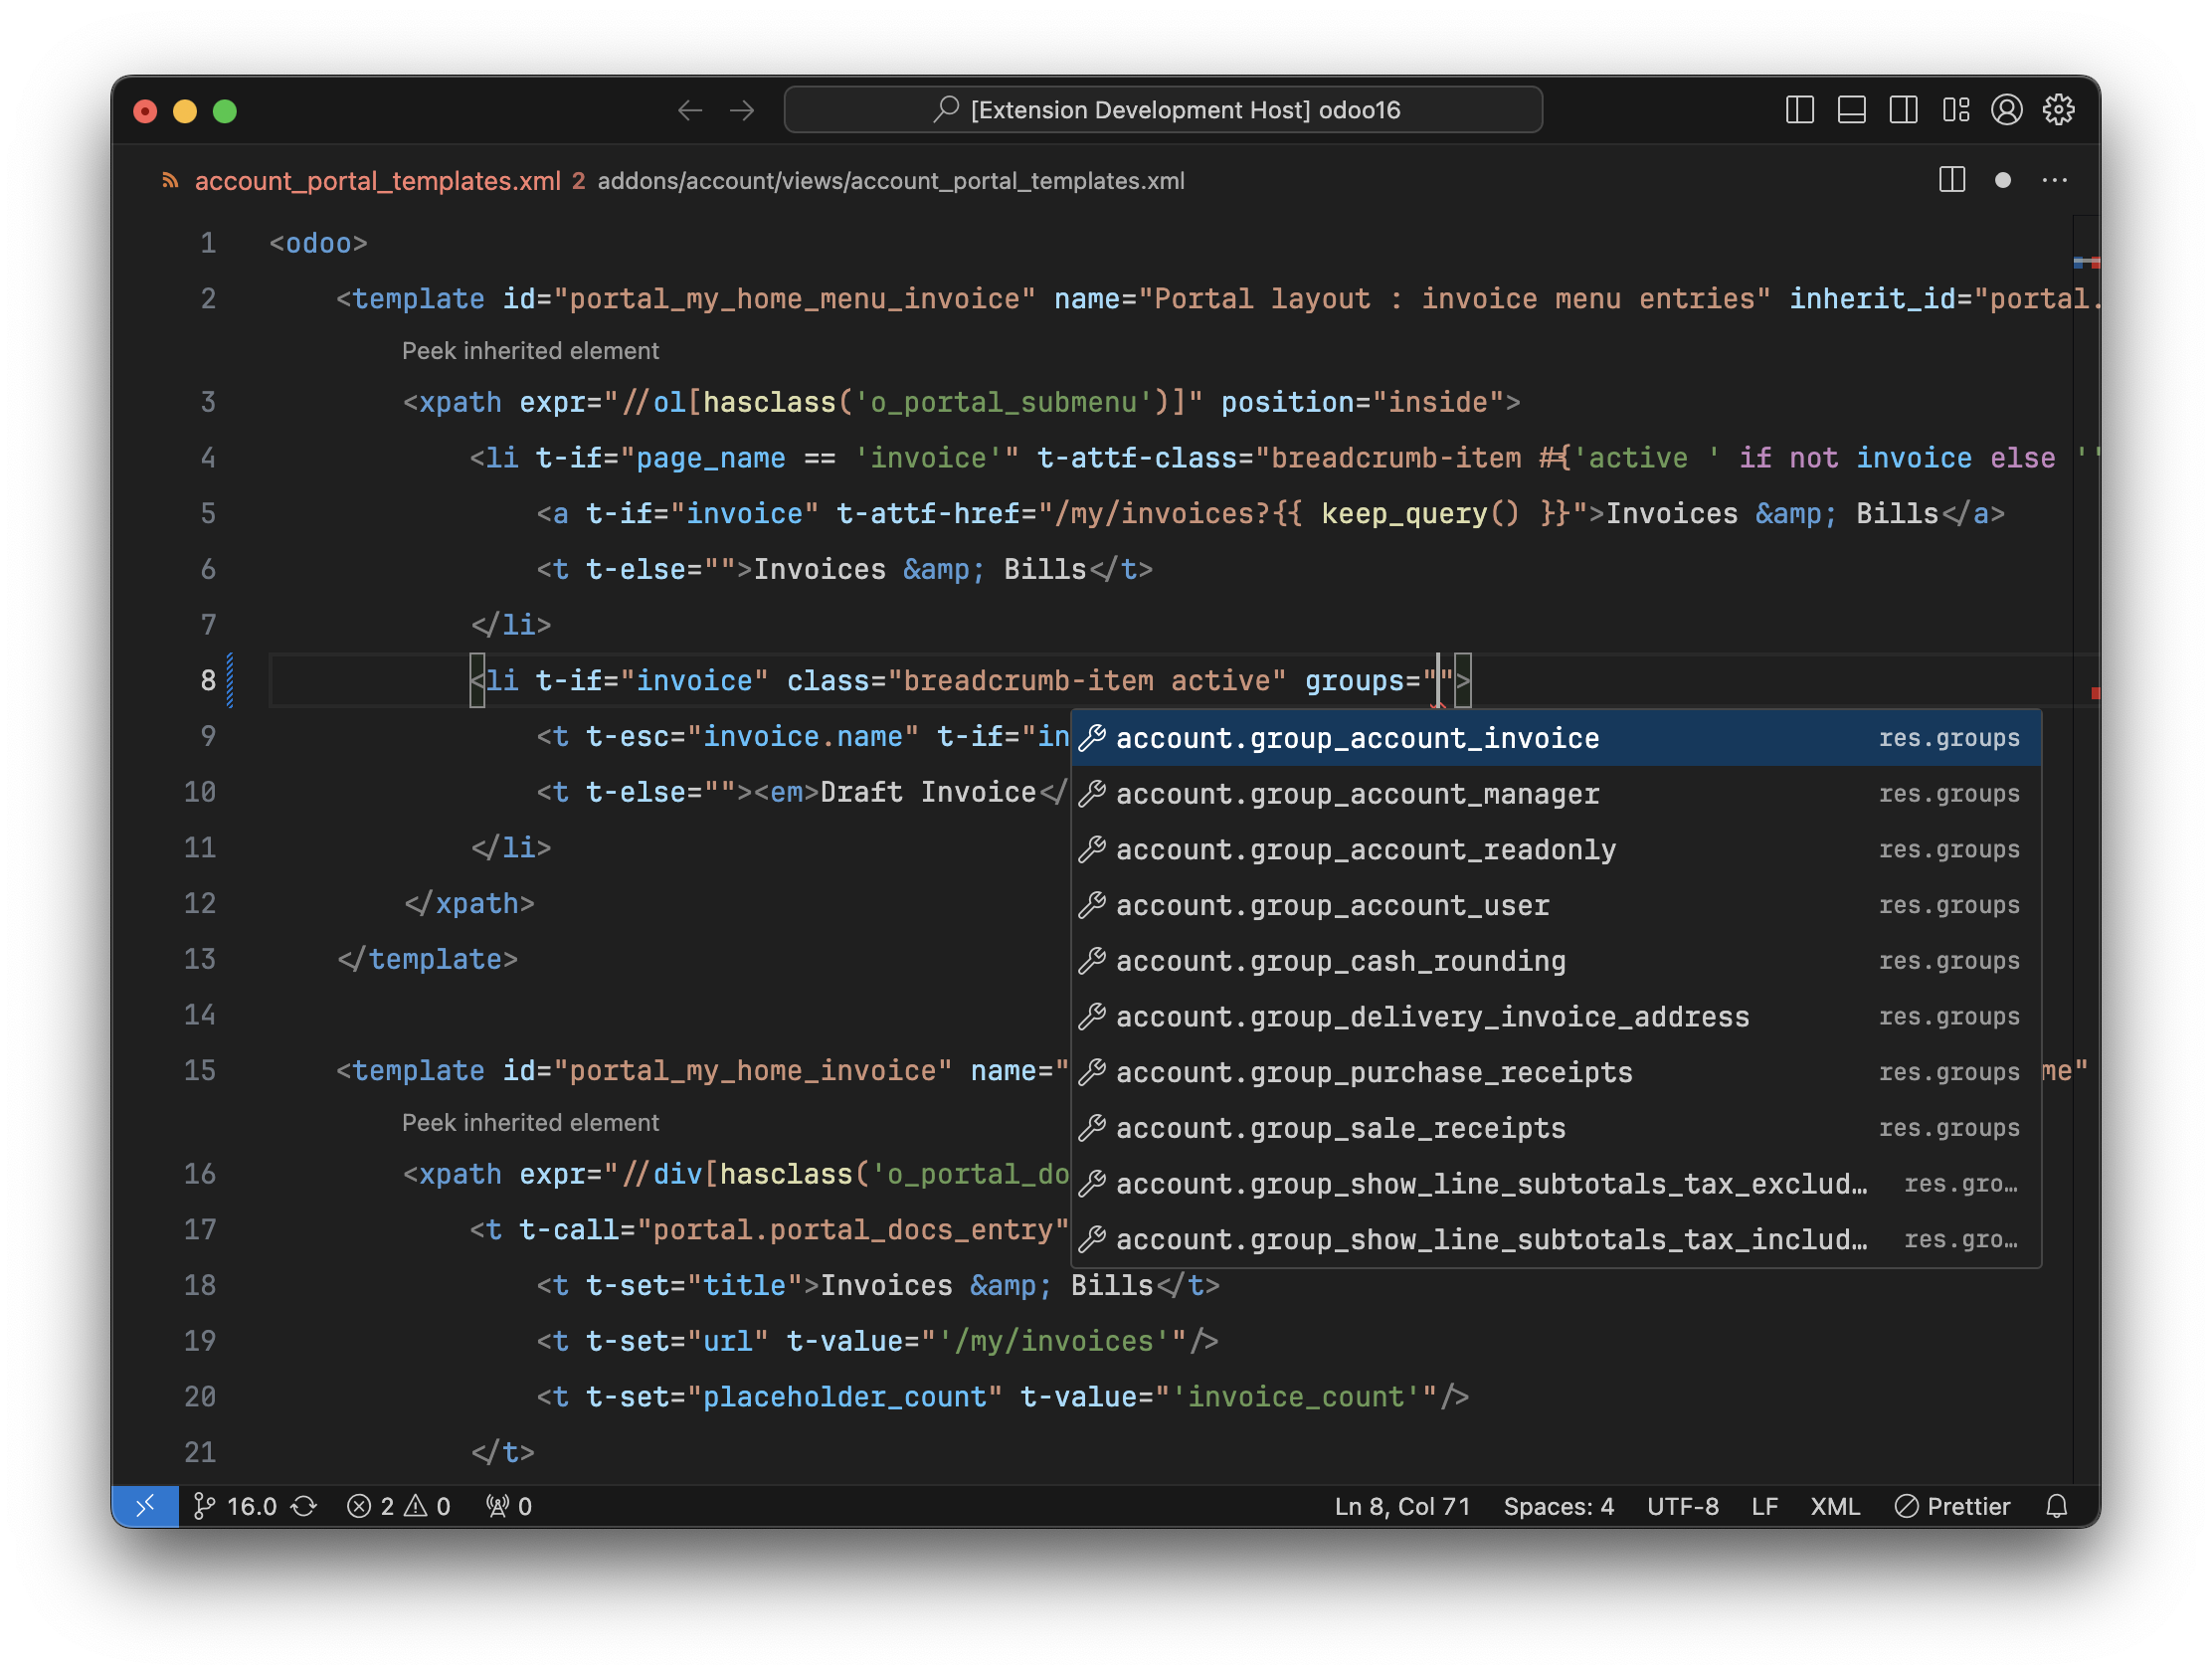 [Extension Development Host] odoo16
account_portal_templates.xml 2 addons/account/views/account_portal_templates.xml
1 <odoo>
2 <template id="portal_my_home_menu_invoice" name="Portal layout : invoice menu entries" inherit_id="portal.
Peek inherited element
3 <xpath expr="//ol[hasclass('o_portal_submenu')]" position="inside">
4 <li t-if="page_name == 'invoice'" t-attf-class="breadcrumb-item #{'active ' if not invoice else ''
5 <a t-if="invoice" t-attf-href="/my/invoices?{{ keep_query() }}">Invoices &amp; Bills</a>
6 <t t-else="">Invoices &amp; Bills</t>
7 </li>
8 <li t-if="invoice" class="breadcrumb-item active" groups="">
9 <t t-esc="invoice.name" t-if="in
account.group_account_invoice res.groups
account.group_account_manager res.groups
account.group_account_readonly res.groups
account.group_account_user res.groups
account.group_cash_rounding res.groups
account.group_delivery_invoice_address res.groups
account.group_purchase_receipts res.groups
account.group_sale_receipts res.groups
account.group_show_line_subtotals_tax_exclud… res.gro…
account.group_show_line_subtotals_tax_includ… res.gro…
10 <t t-else=""><em>Draft Invoice</
11 </li>
12 </xpath>
13 </template>
14
15 <template id="portal_my_home_invoice" name=" me"
Peek inherited element
16 <xpath expr="//div[hasclass('o_portal_do
17 <t t-call="portal.portal_docs_entry"
18 <t t-set="title">Invoices &amp; Bills</t>
19 <t t-set="url" t-value="'/my/invoices'"/>
20 <t t-set="placeholder_count" t-value="'invoice_count'"/>
21 </t>
16.0 2 0 0 Ln 8, Col 71 Spaces: 4 UTF-8 LF XML Prettier